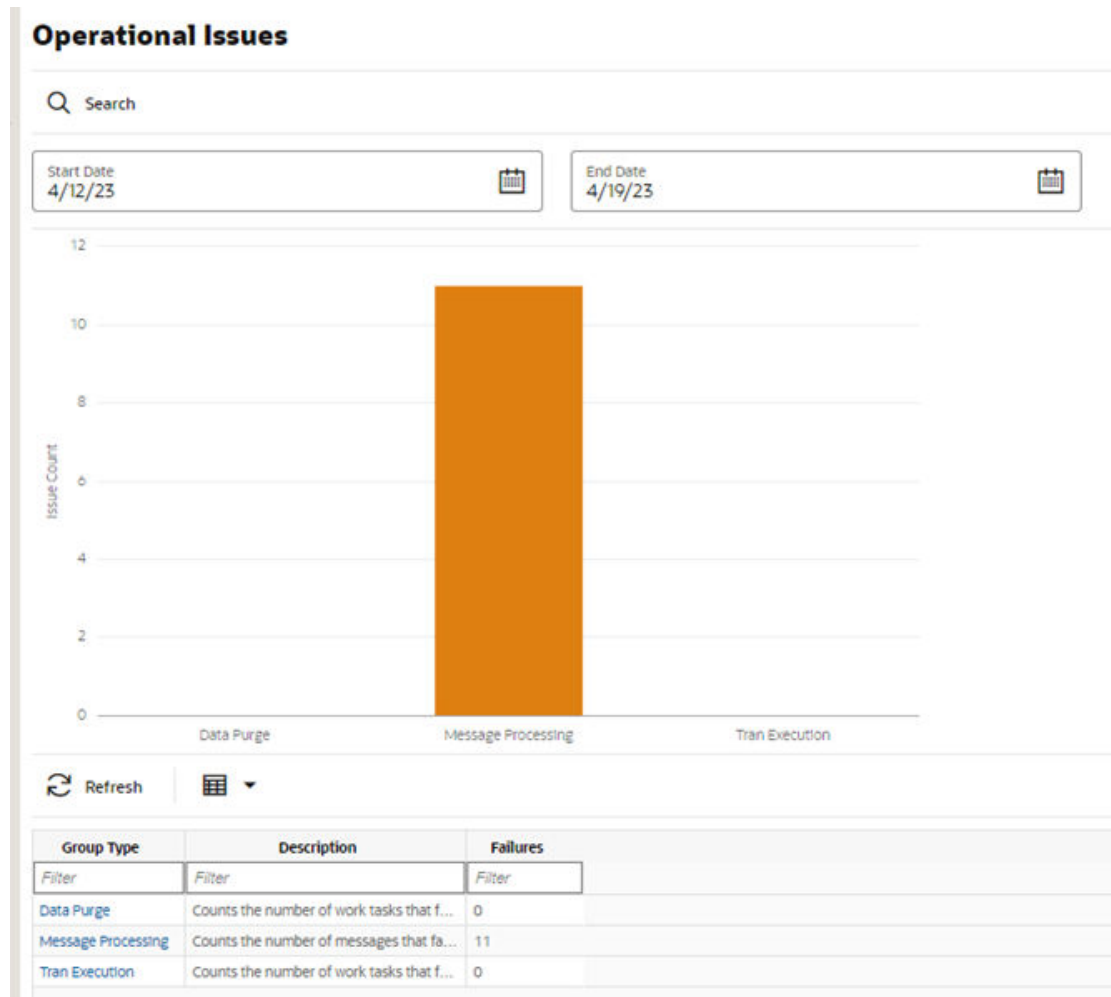 Operational Issues
Search
Start Date
4/12/23
End Date
4/19/23
12
10
8
6
4
2
0
Issue Count
Data Purge Message Processing Tran Execution
Refresh
Group Type Description Failures
Filter Filter Filter
Data Purge Counts the number of work tasks that f... 0
Message Processing Counts the number of messages that fa... 11
Tran Execution Counts the number of work tasks that f... 0